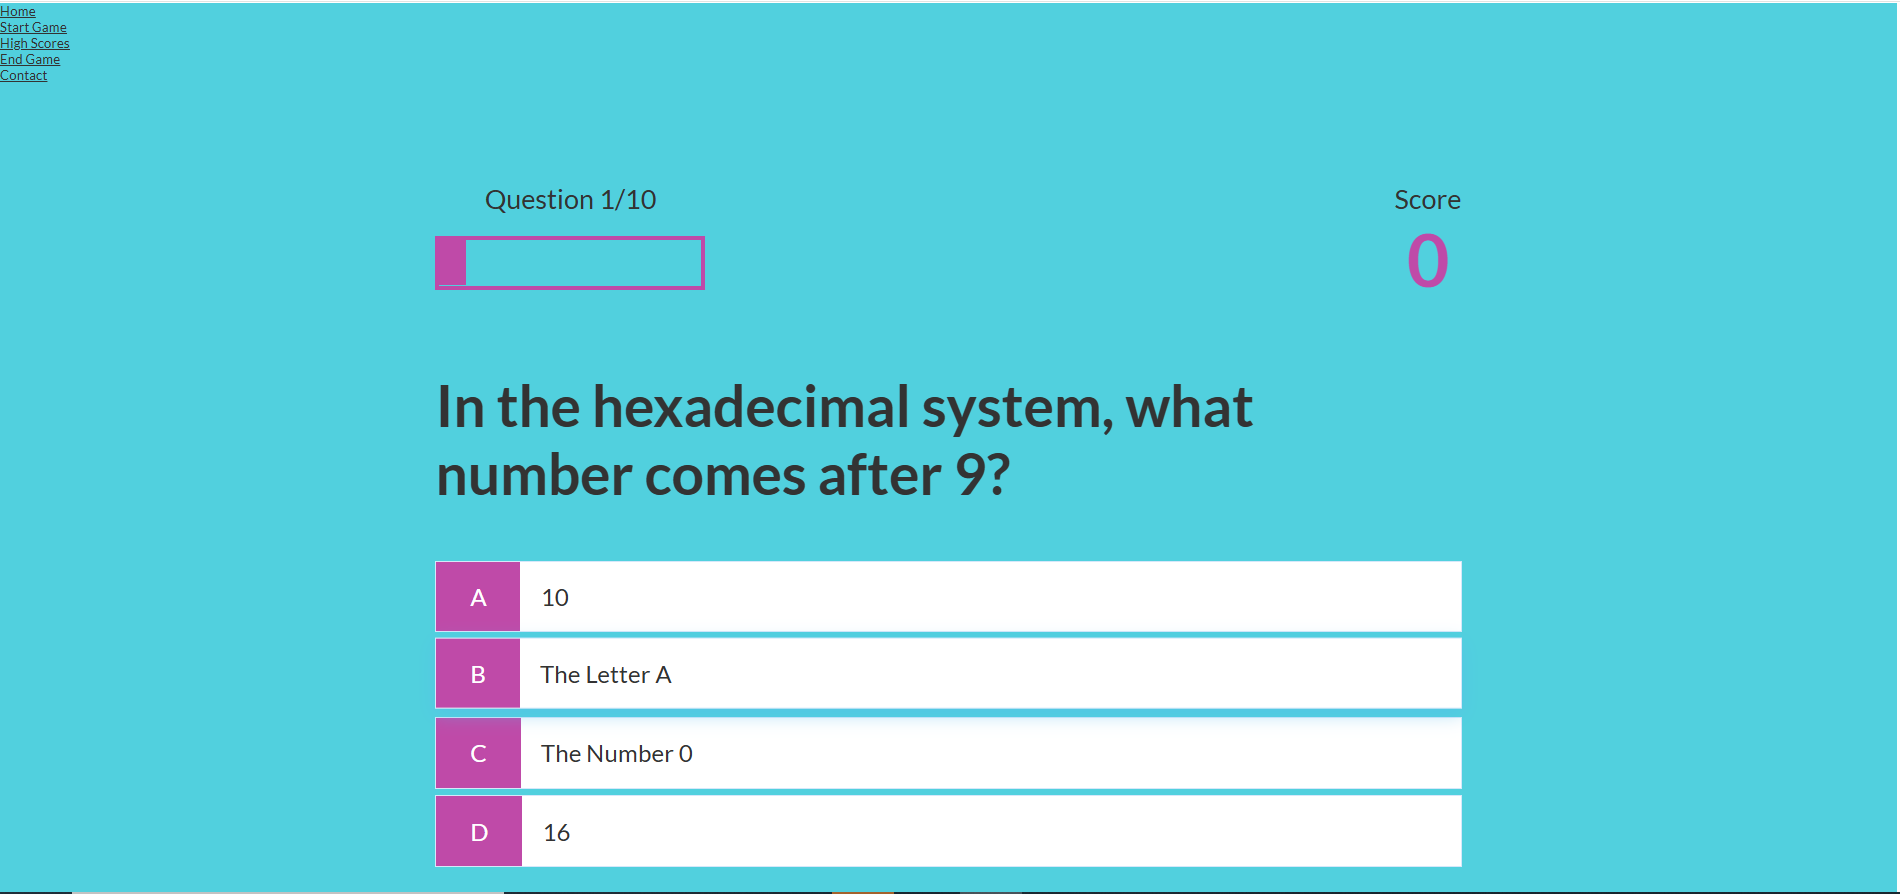 Home
Start Game
High Scores
End Game
Contact
Question 1/10
Score
0
In the hexadecimal system, what
number comes after 9?
A 10
B The Letter A
C The Number 0
D 16